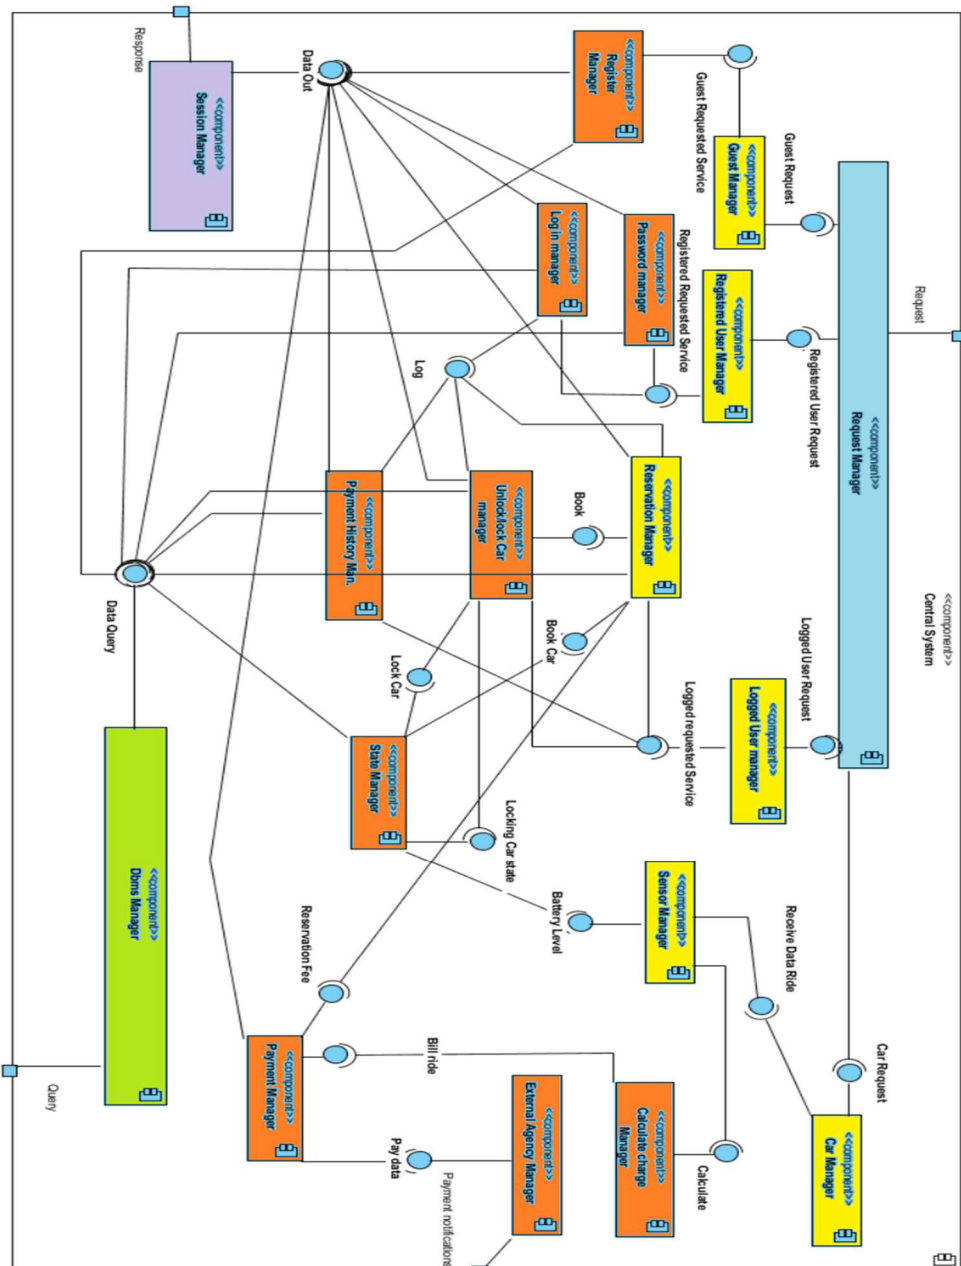 <<component>>
Central System
Request
<<component>>
Request Manager
Car Request
<<component>>
Car Manager
Guest Request
Registered User Request
Logged User Request
Receive Data Ride
<<component>>
Guest Manager
<<component>>
Registered User Manager
<<component>>
Logged User manager
<<component>>
Sensor Manager
Guest Requested Service
Registered Requested Service
Logged requested Service
Calculate
<<component>>
Register
Manager
<<component>>
Password manager
<<component>>
Reservation Manager
<<component>>
Calculate charge
Manager
<<component>>
Log in manager
Book
Book Car
Battery Level
<<component>>
External Agency Manager
<<component>>
Unlock/lock Car
manager
Locking Car state
Payment notifications
Log
Lock Car
Bill ride
Pay data
<<component>>
Payment History Man.
<<component>>
State Manager
Data Out
Reservation Fee
<<component>>
Payment Manager
<<component>>
Session Manager
Data Query
<<component>>
Dbms Manager
Response
Query